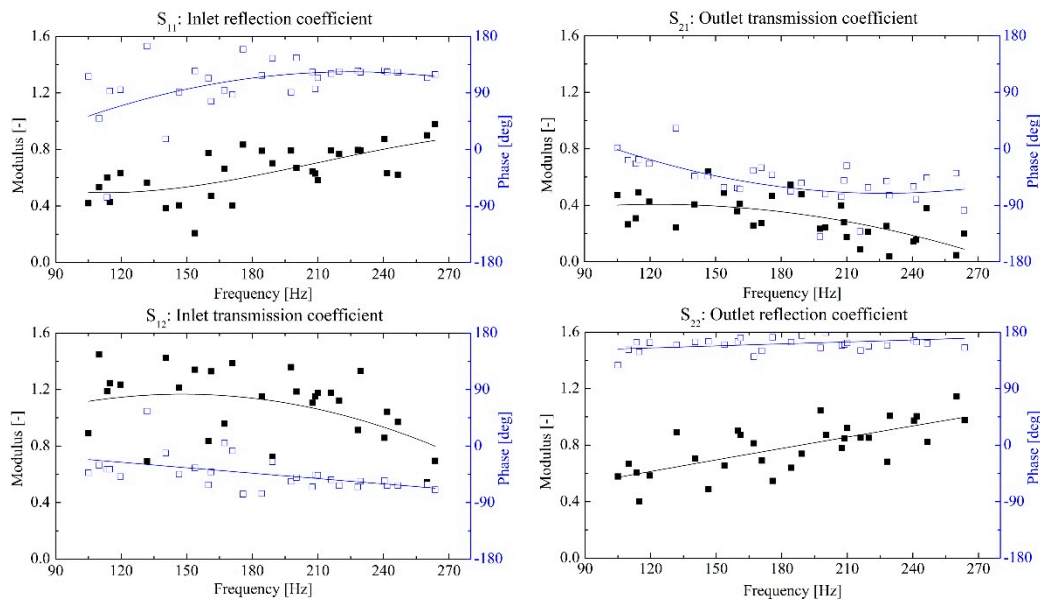 S11: Inlet reflection coefficient
1.6
1.2
0.8
0.4
0.0
Modulus [-]
180
90
0
-90
-180
Phase [deg]
90 120 150 180 210 240 270
Frequency [Hz]
S21: Outlet transmission coefficient
1.6
1.2
0.8
0.4
0.0
Modulus [-]
180
90
0
-90
-180
Phase [deg]
90 120 150 180 210 240 270
Frequency [Hz]
S12: Inlet transmission coefficient
1.6
1.2
0.8
0.4
0.0
Modulus [-]
180
90
0
-90
-180
Phase [deg]
90 120 150 180 210 240 270
Frequency [Hz]
S22: Outlet reflection coefficient
1.6
1.2
0.8
0.4
0.0
Modulus [-]
180
90
0
-90
-180
Phase [deg]
90 120 150 180 210 240 270
Frequency [Hz]